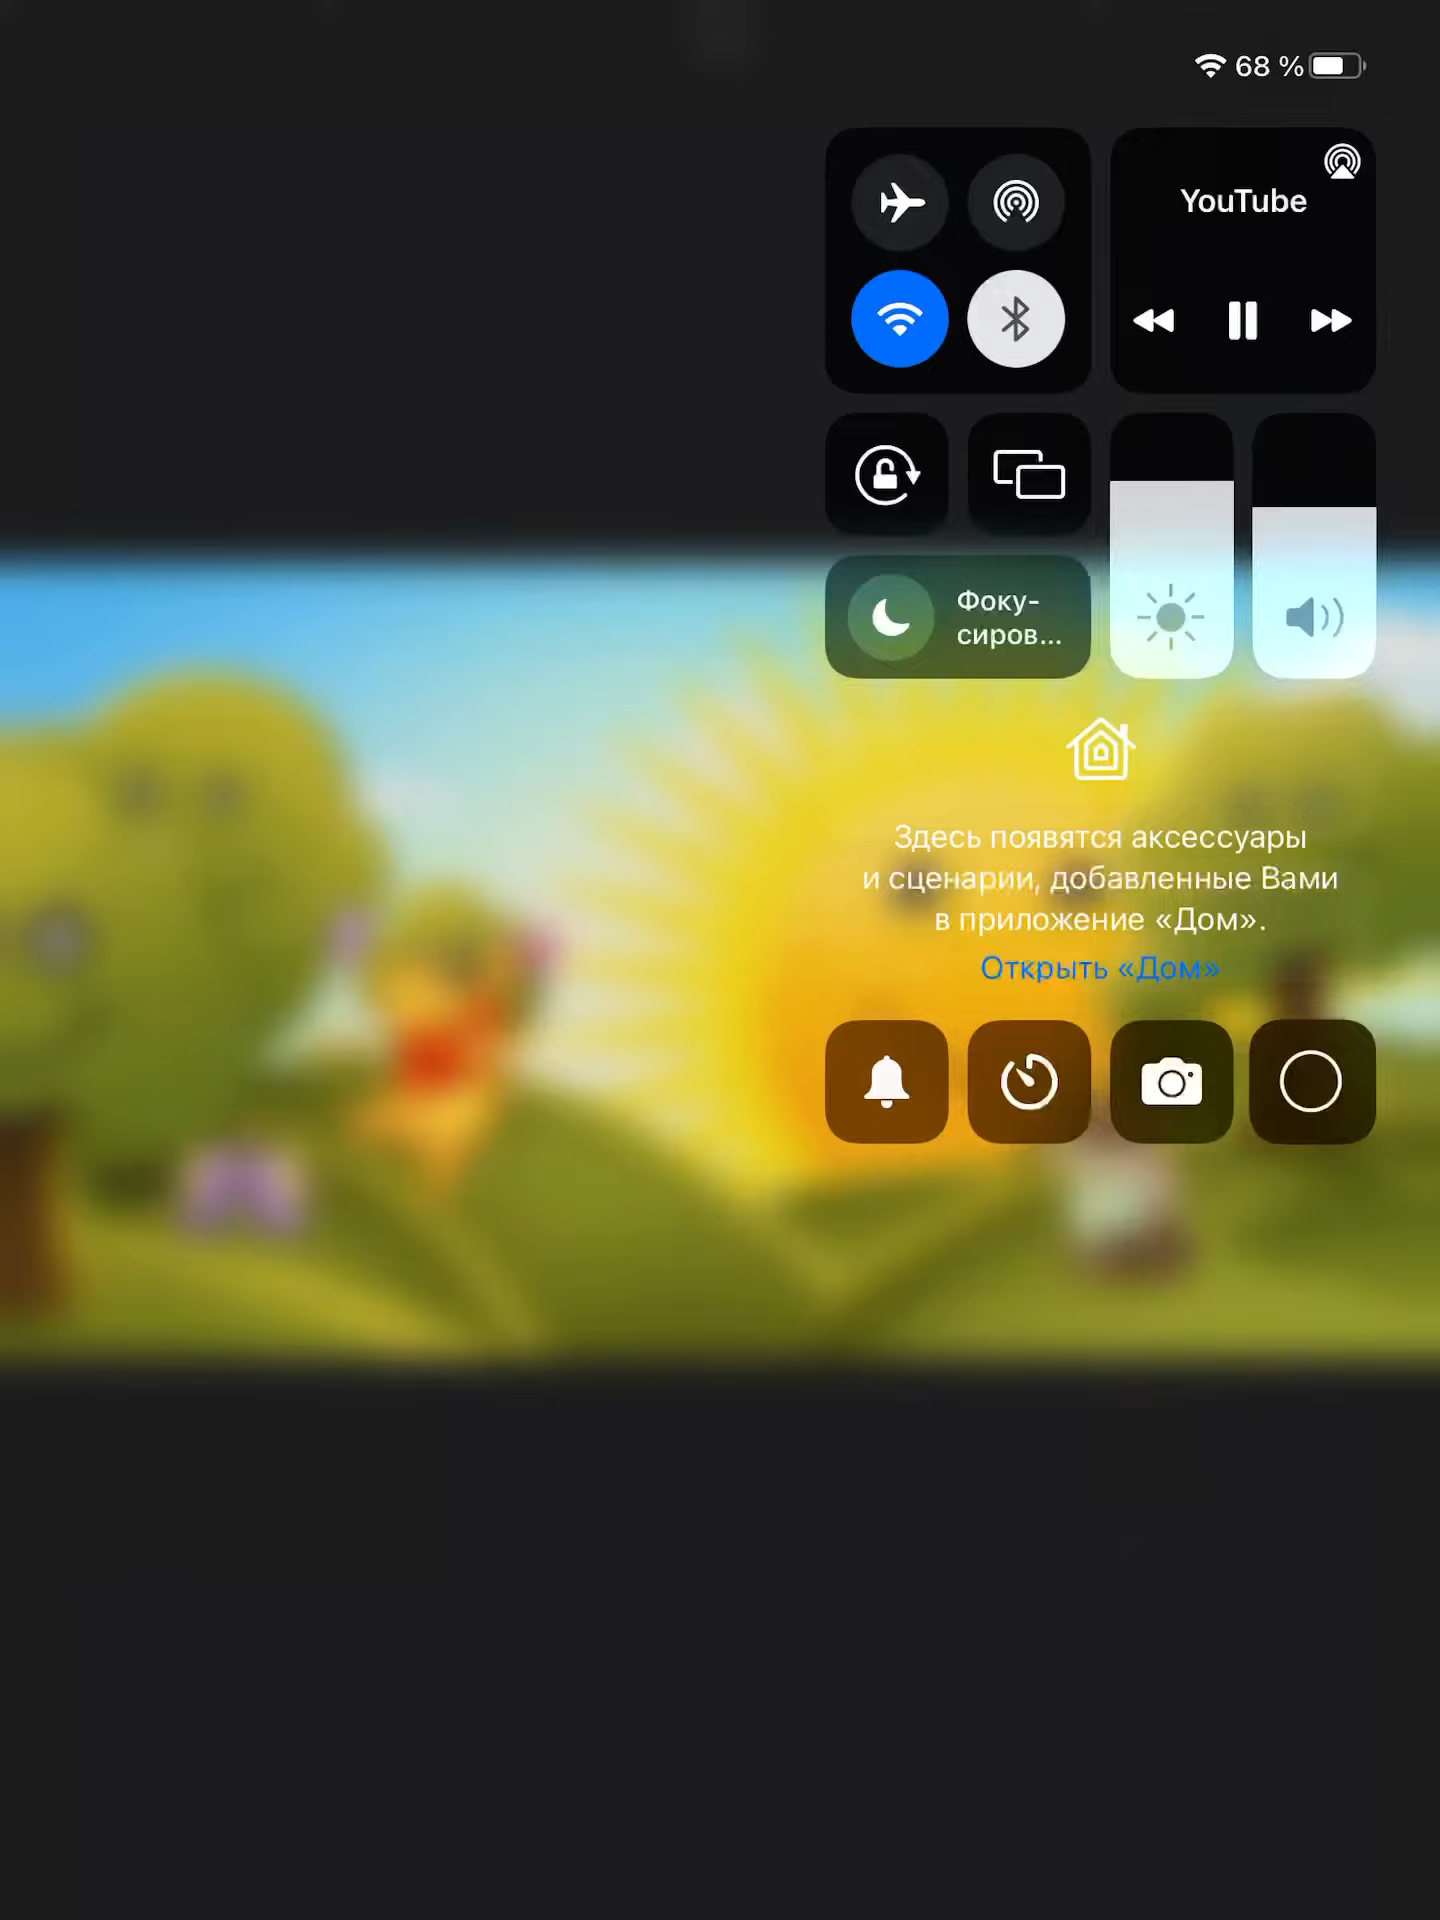 68 %
YouTube
Фоку-
сиров...
Здесь появятся аксессуары
и сценарии, добавленные Вами
в приложение «Дом».
Открыть «Дом»